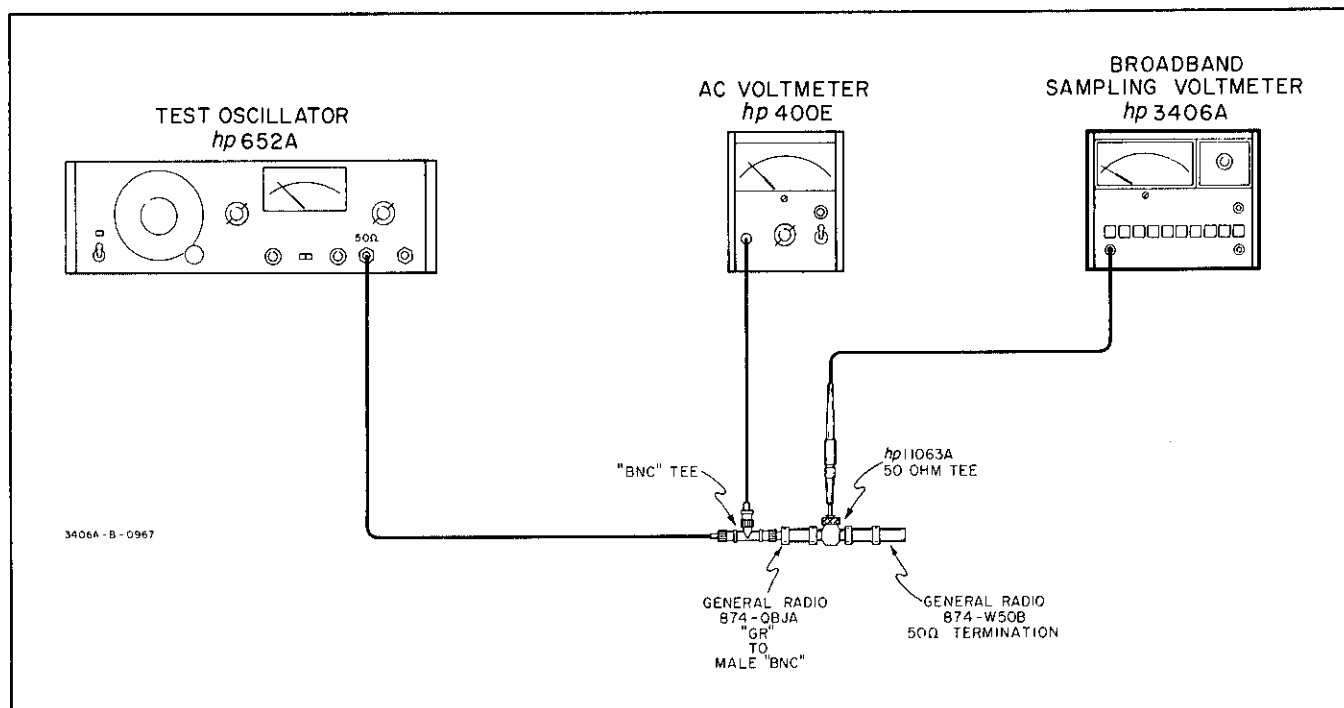 TEST OSCILLATOR
hp 652A
50Ω
AC VOLTMETER
hp 400E
BROADBAND
SAMPLING VOLTMETER
hp 3406A
"BNC" TEE
hp 11063A
50 OHM TEE
3406A-B-0967
GENERAL RADIO
874-QBJA
"GR"
TO
MALE "BNC"
GENERAL RADIO
874-W50B
50Ω TERMINATION